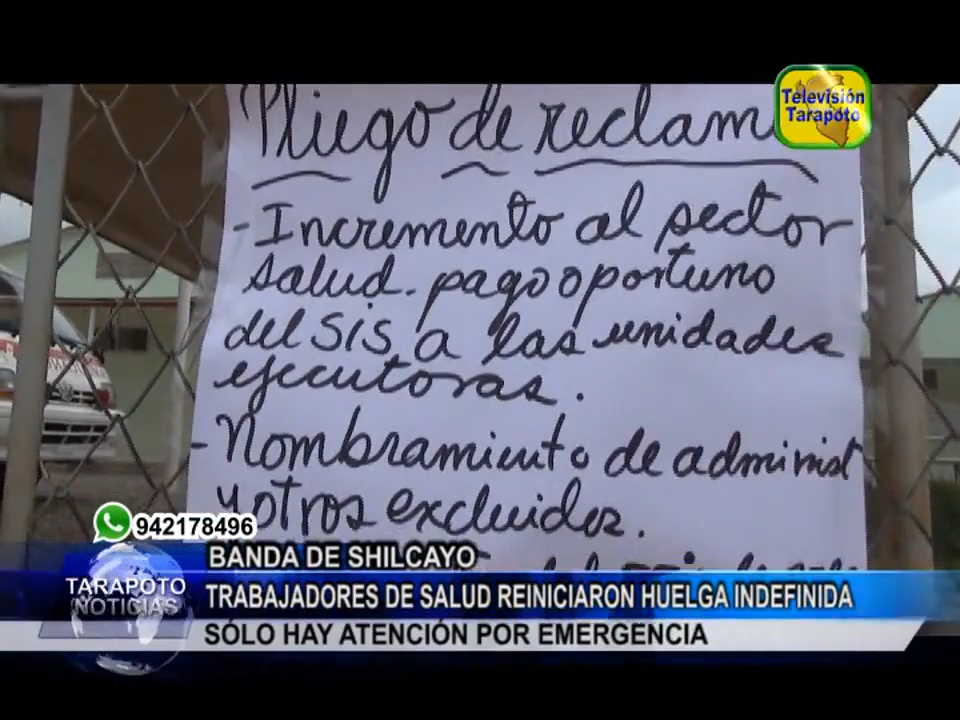 Televisión
Tarapoto
Pliego de reclam
- Incremento al sector
salud. pago oportuno
del SIS a las unidades
ejecutoras.
- Nombramiento de administ
y otros excluidos.
942178496
BANDA DE SHILCAYO
TARAPOTO
NOTICIAS
TRABAJADORES DE SALUD REINICIARON HUELGA INDEFINIDA
SÓLO HAY ATENCIÓN POR EMERGENCIA